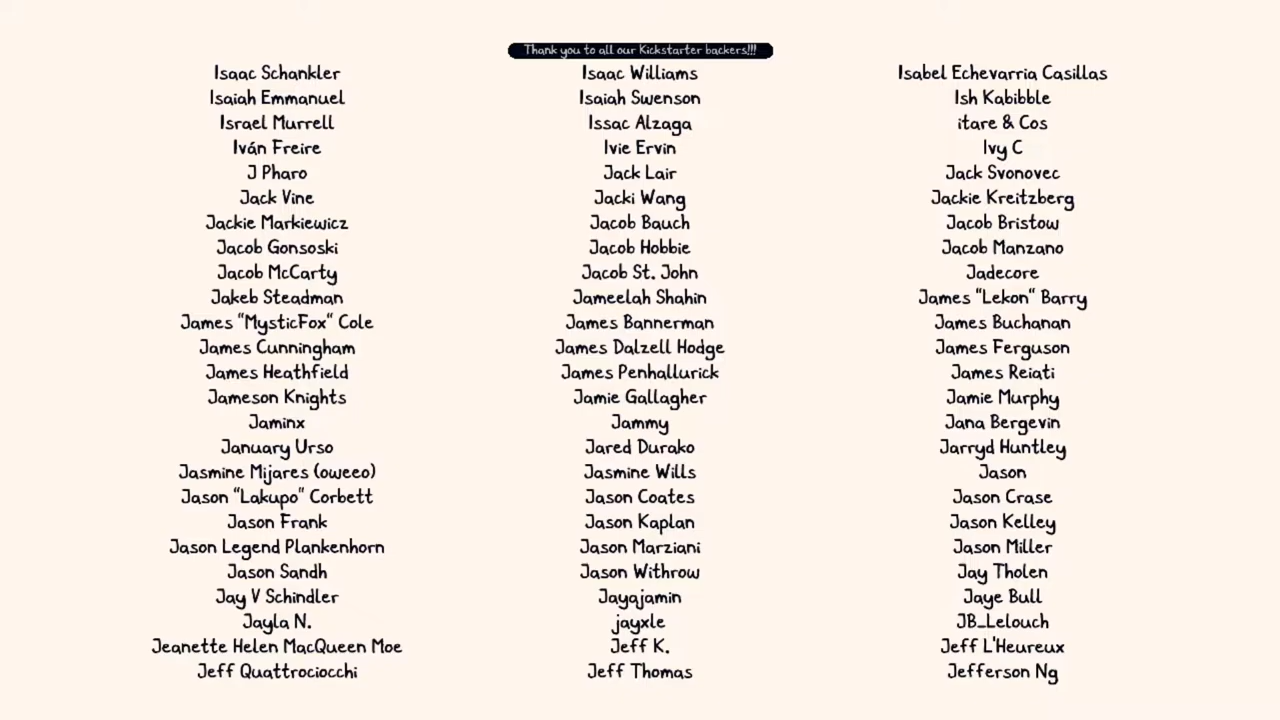 Thank you to all our Kickstarter backers!!!
Isaac Schankler Isaac Williams Isabel Echevarria Casillas
Isaiah Emmanuel Isaiah Swenson Ish Kabibble
Israel Murrell Issac Alzaga itare & Cos
Iván Freire Ivie Ervin Ivy C
J Pharo Jack Lair Jack Svonovec
Jack Vine Jacki Wang Jackie Kreitzberg
Jackie Markiewicz Jacob Bauch Jacob Bristow
Jacob Gonsoski Jacob Hobbie Jacob Manzano
Jacob McCarty Jacob St. John Jadecore
Jakeb Steadman Jameelah Shahin James "Lekon" Barry
James "MysticFox" Cole James Bannerman James Buchanan
James Cunningham James Dalzell Hodge James Ferguson
James Heathfield James Penhallurick James Reiati
Jameson Knights Jamie Gallagher Jamie Murphy
Jaminx Jammy Jana Bergevin
January Urso Jared Durako Jarryd Huntley
Jasmine Mijares (oweeo) Jasmine Wills Jason
Jason "Lakupo" Corbett Jason Coates Jason Crase
Jason Frank Jason Kaplan Jason Kelley
Jason Legend Plankenhorn Jason Marziani Jason Miller
Jason Sandh Jason Withrow Jay Tholen
Jay V Schindler Jayajamin Jaye Bull
Jayla N. jayxle JB_Lelouch
Jeanette Helen MacQueen Moe Jeff K. Jeff L'Heureux
Jeff Quattrociocchi Jeff Thomas Jefferson Ng